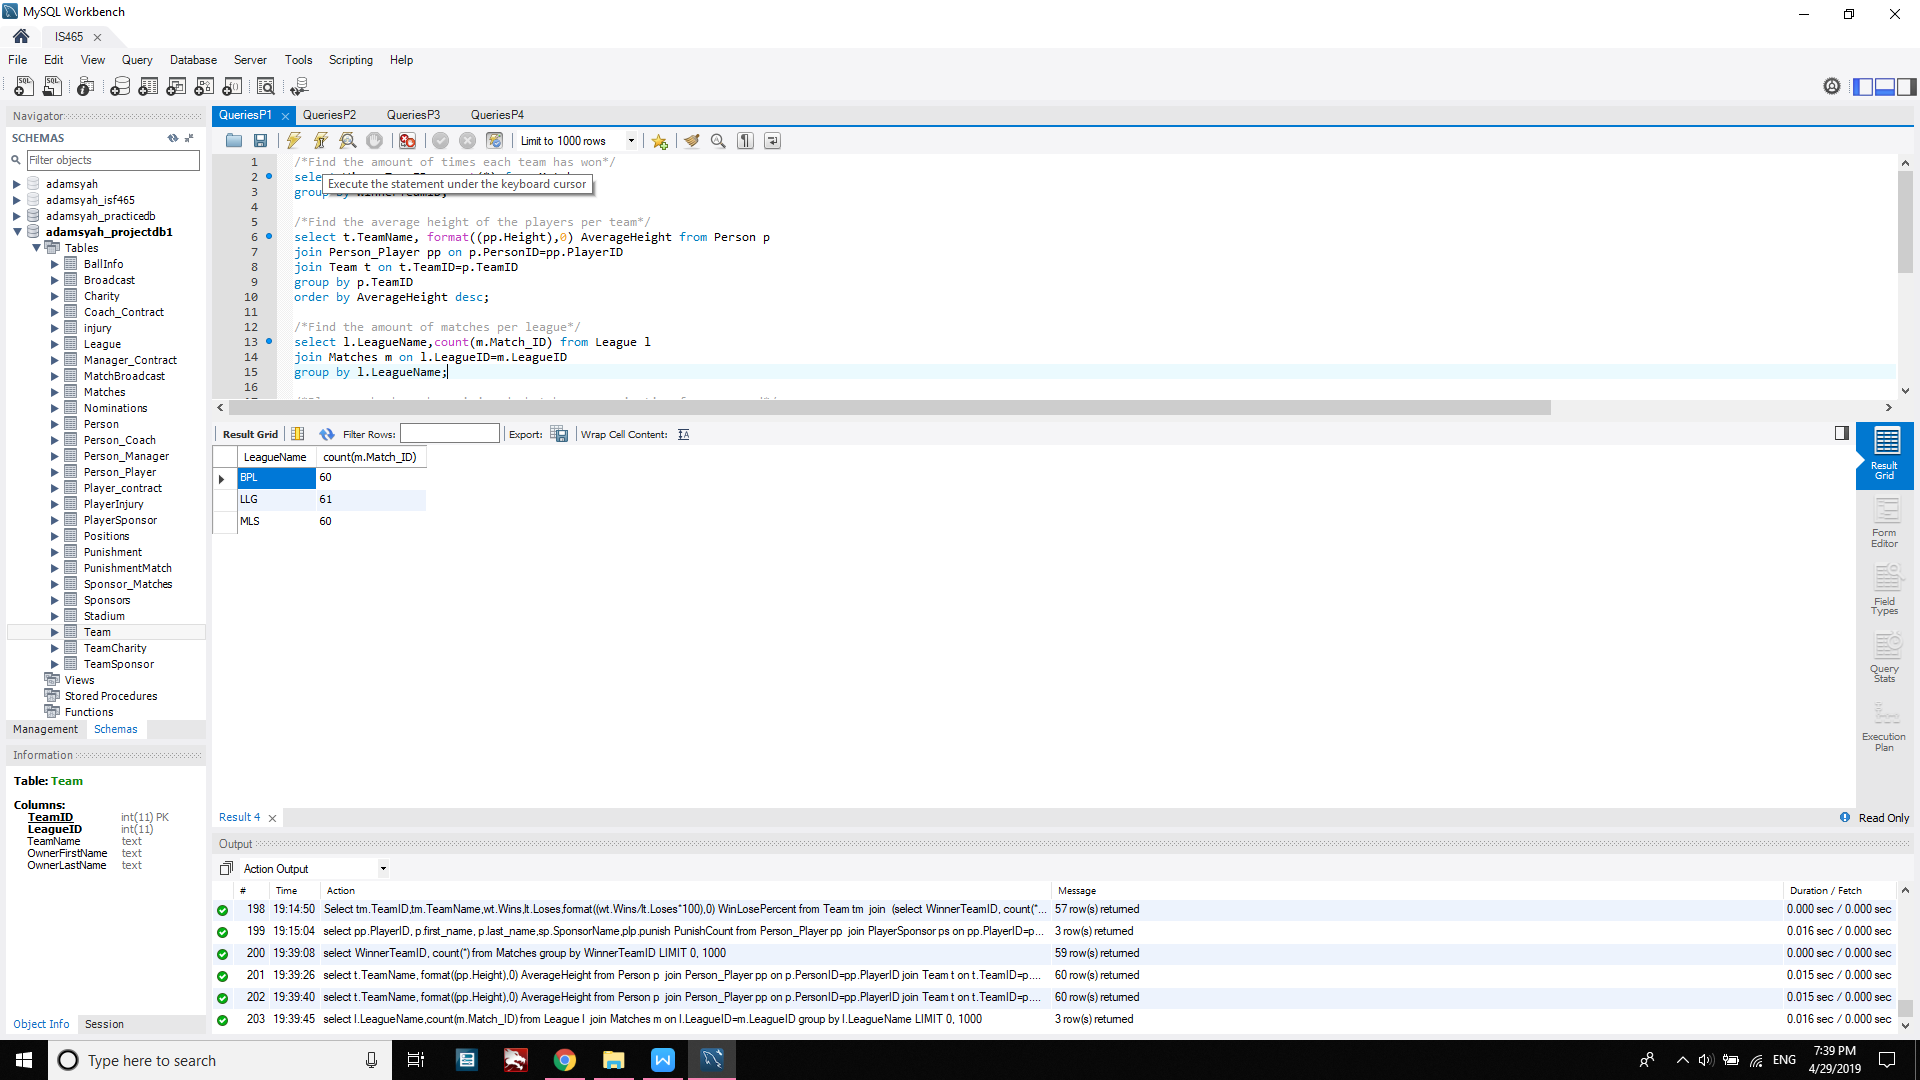 MySQL Workbench
IS465
File Edit View Query Database Server Tools Scripting Help
Navigator
SCHEMAS
Filter objects
adamsyah
adamsyah_isf465
adamsyah_practicedb
adamsyah_projectdb1
Tables
BallInfo
Broadcast
Charity
Coach_Contract
injury
League
Manager_Contract
MatchBroadcast
Matches
Nominations
Person
Person_Coach
Person_Manager
Person_Player
Player_contract
PlayerInjury
PlayerSponsor
Positions
Punishment
PunishmentMatch
Sponsor_Matches
Sponsors
Stadium
Team
TeamCharity
TeamSponsor
Views
Stored Procedures
Functions
Management Schemas
Information
Table: Team
Columns:
TeamID int(11) PK
LeagueID int(11)
TeamName text
OwnerFirstName text
OwnerLastName text
Object Info Session
QueriesP1 QueriesP2 QueriesP3 QueriesP4
Limit to 1000 rows
1 /*Find the amount of times each team has won*/
2 sele
Execute the statement under the keyboard cursor
3
4
5 /*Find the average height of the players per team*/
6 select t.TeamName, format((pp.Height),0) AverageHeight from Person p
7 join Person_Player pp on p.PersonID=pp.PlayerID
8 join Team t on t.TeamID=p.TeamID
9 group by p.TeamID
10 order by AverageHeight desc;
11
12 /*Find the amount of matches per league*/
13 select l.LeagueName,count(m.Match_ID) from League l
14 join Matches m on l.LeagueID=m.LeagueID
15 group by l.LeagueName;
16
Result Grid Filter Rows: Export: Wrap Cell Content:
LeagueName count(m.Match_ID)
BPL 60
LLG 61
MLS 60
Result Grid
Form Editor
Field Types
Query Stats
Execution Plan
Result 4
Read Only
Output
Action Output
# Time Action Message Duration / Fetch
198 19:14:50 Select tm.TeamID,tm.TeamName,wt.Wins,lt.Loses,format((wt.Wins/lt.Loses*100),0) WinLosePercent from Team tm join (select WinnerTeamID, count(*... 57 row(s) returned 0.000 sec / 0.000 sec
199 19:15:04 select pp.PlayerID, p.first_name, p.last_name,sp.SponsorName,plp.punish PunishCount from Person_Player pp join PlayerSponsor ps on pp.PlayerID=p... 3 row(s) returned 0.016 sec / 0.000 sec
200 19:39:08 select WinnerTeamID, count(*) from Matches group by WinnerTeamID LIMIT 0, 1000 59 row(s) returned 0.000 sec / 0.000 sec
201 19:39:26 select t.TeamName, format((pp.Height),0) AverageHeight from Person p join Person_Player pp on p.PersonID=pp.PlayerID join Team t on t.TeamID=p.... 60 row(s) returned 0.015 sec / 0.000 sec
202 19:39:40 select t.TeamName, format((pp.Height),0) AverageHeight from Person p join Person_Player pp on p.PersonID=pp.PlayerID join Team t on t.TeamID=p.... 60 row(s) returned 0.015 sec / 0.000 sec
203 19:39:45 select l.LeagueName,count(m.Match_ID) from League l join Matches m on l.LeagueID=m.LeagueID group by l.LeagueName LIMIT 0, 1000 3 row(s) returned 0.016 sec / 0.000 sec
Type here to search
ENG
7:39 PM
4/29/2019